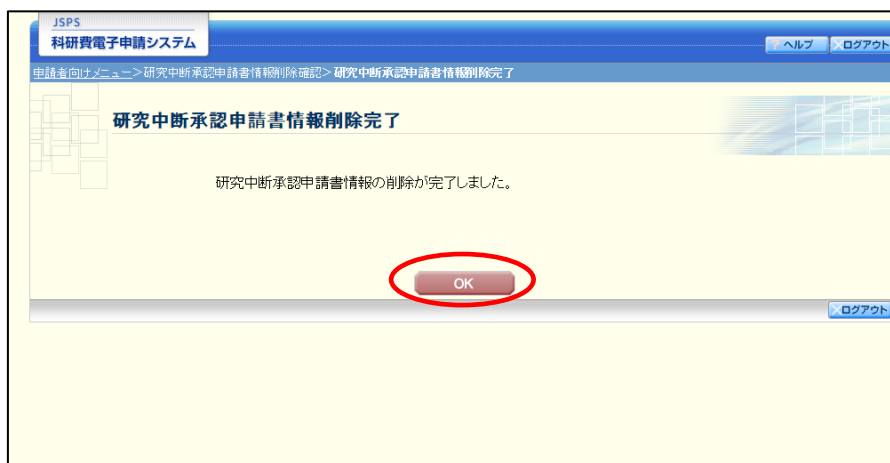 JSPS
科研費電子申請システム
? ヘルプ
×ログアウト
申請者向けメニュー>研究中断承認申請書情報削除確認>研究中断承認申請書情報削除完了
研究中断承認申請書情報削除完了
研究中断承認申請書情報の削除が完了しました。
OK
×ログアウト